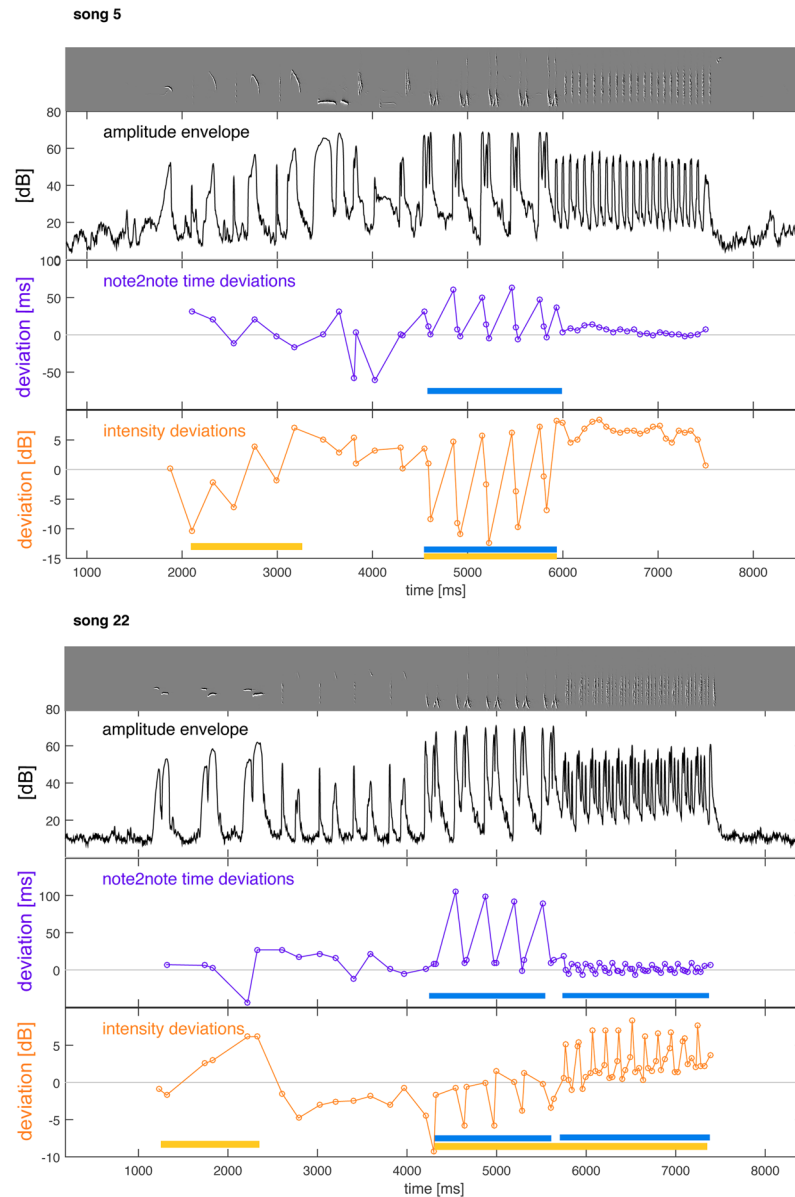 song 5
80
amplitude envelope
60
[dB]
40
20
0
100
note2note time deviations
50
deviation [ms]
0
-50
intensity deviations
5
deviation [dB]
0
-5
-10
-15
1000 2000 3000 4000 5000 6000 7000 8000
time [ms]
song 22
80
amplitude envelope
60
[dB]
40
20
note2note time deviations
100
deviation [ms]
50
0
intensity deviations
5
deviation [dB]
0
-5
-10
1000 2000 3000 4000 5000 6000 7000 8000
time [ms]